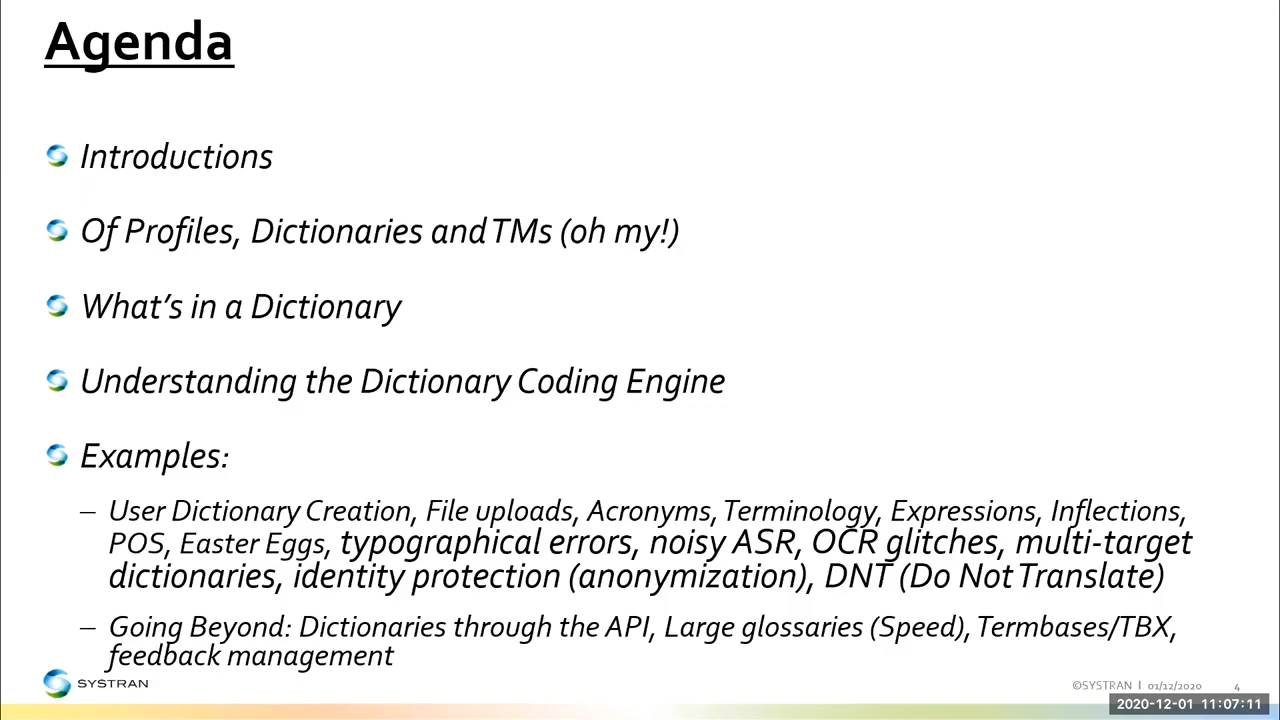 Agenda
Introductions
Of Profiles, Dictionaries and TMs (oh my!)
What's in a Dictionary
Understanding the Dictionary Coding Engine
Examples:
– User Dictionary Creation, File uploads, Acronyms, Terminology, Expressions, Inflections,
POS, Easter Eggs, typographical errors, noisy ASR, OCR glitches, multi-target
dictionaries, identity protection (anonymization), DNT (Do Not Translate)
– Going Beyond: Dictionaries through the API, Large glossaries (Speed), Termbases/TBX,
feedback management
SYSTRAN
©SYSTRAN | 01/12/2020 4
2020-12-01 11:07:11